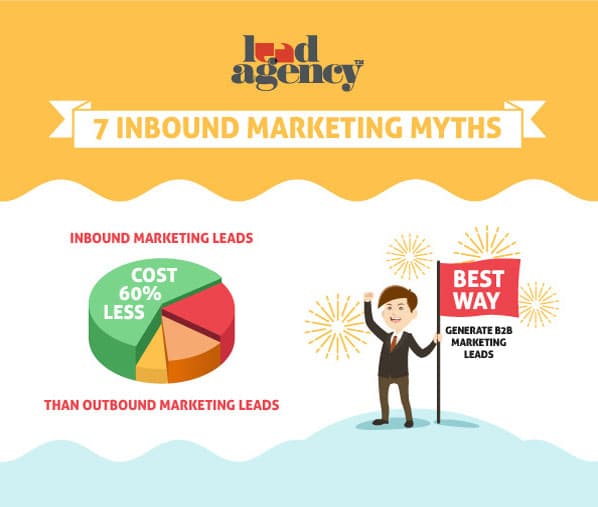 lead
agency™
7 INBOUND MARKETING MYTHS
INBOUND MARKETING LEADS
COST
60%
LESS
THAN OUTBOUND MARKETING LEADS
BEST
WAY
GENERATE B2B
MARKETING
LEADS